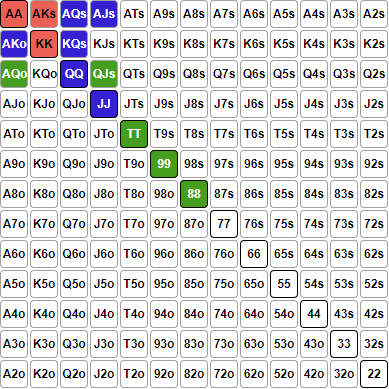 AA AKs AQs AJs ATs A9s A8s A7s A6s A5s A4s A3s A2s
AKo KK KQs KJs KTs K9s K8s K7s K6s K5s K4s K3s K2s
AQo KQo QQ QJs QTs Q9s Q8s Q7s Q6s Q5s Q4s Q3s Q2s
AJo KJo QJo JJ JTs J9s J8s J7s J6s J5s J4s J3s J2s
ATo KTo QTo JTo TT T9s T8s T7s T6s T5s T4s T3s T2s
A9o K9o Q9o J9o T9o 99 98s 97s 96s 95s 94s 93s 92s
A8o K8o Q8o J8o T8o 98o 88 87s 86s 85s 84s 83s 82s
A7o K7o Q7o J7o T7o 97o 87o 77 76s 75s 74s 73s 72s
A6o K6o Q6o J6o T6o 96o 86o 76o 66 65s 64s 63s 62s
A5o K5o Q5o J5o T5o 95o 85o 75o 65o 55 54s 53s 52s
A4o K4o Q4o J4o T4o 94o 84o 74o 64o 54o 44 43s 42s
A3o K3o Q3o J3o T3o 93o 83o 73o 63o 53o 43o 33 32s
A2o K2o Q2o J2o T2o 92o 82o 72o 62o 52o 42o 32o 22